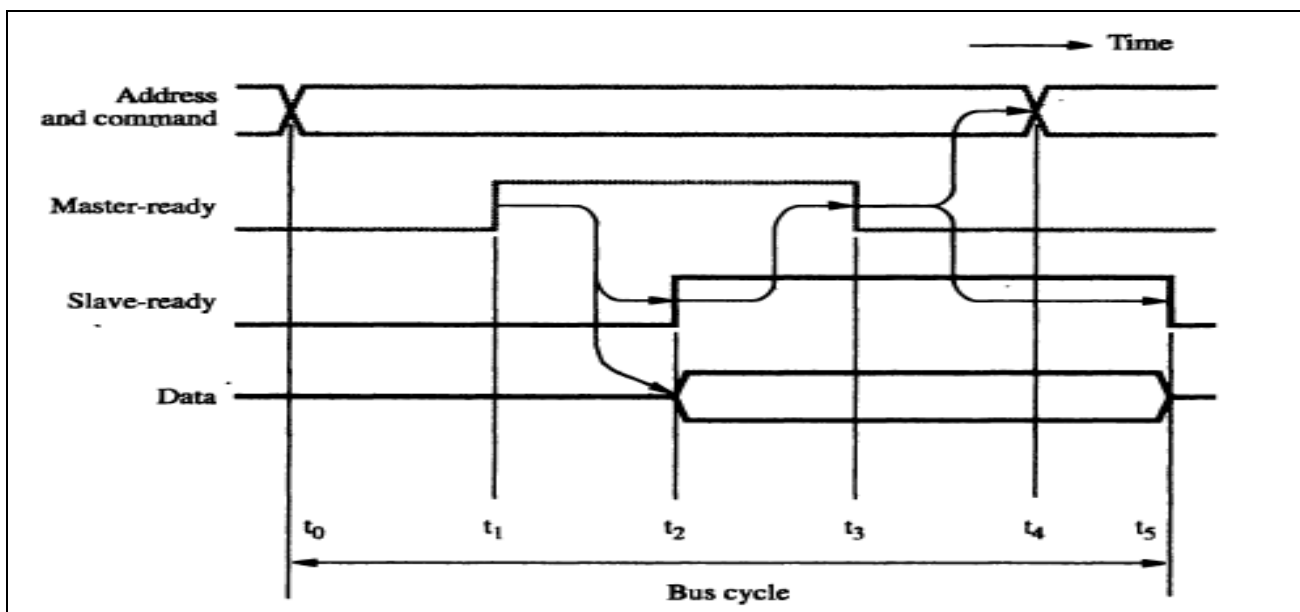 Time
Address
and command
Master-ready
Slave-ready
Data
t0 t1 t2 t3 t4 t5
Bus cycle